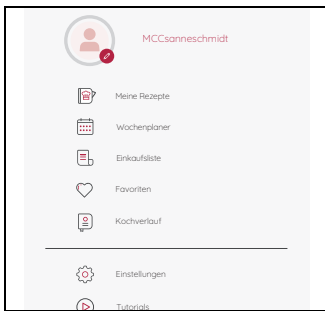 MCCsanneschmidt
Meine Rezepte
Wochenplaner
Einkaufsliste
Favoriten
Kochverlauf
Einstellungen
Tutorials